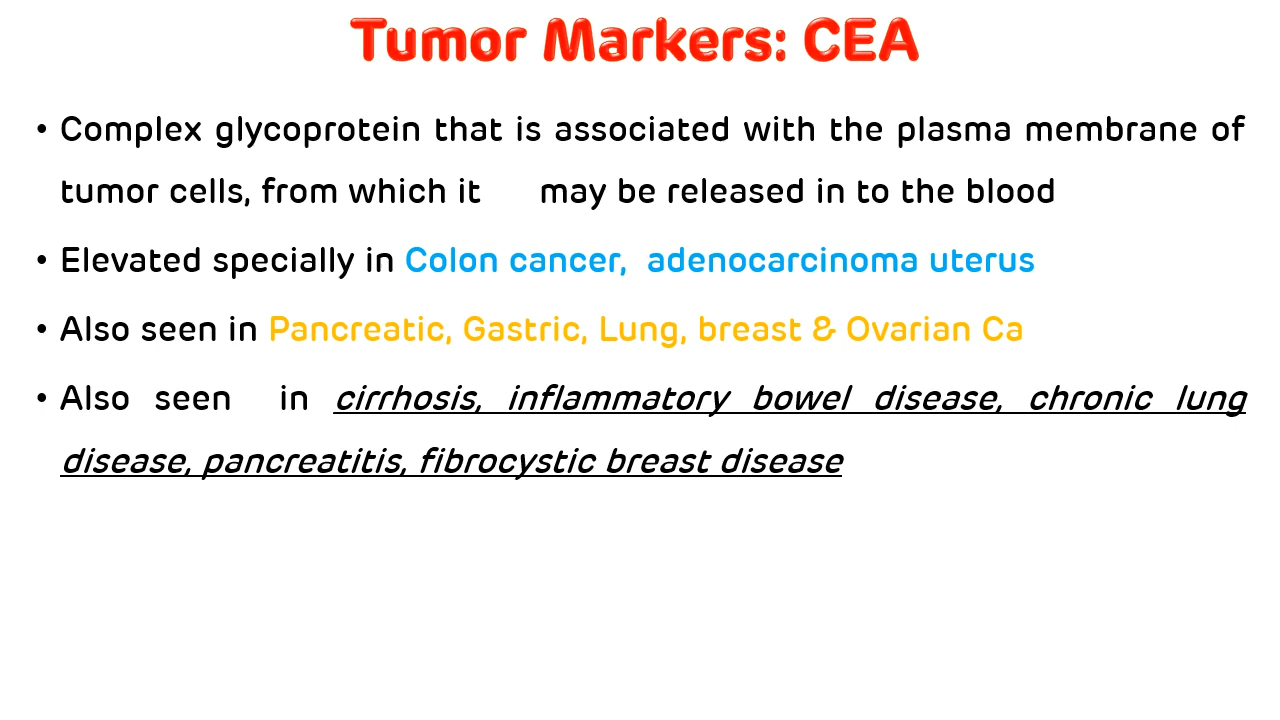 Tumor Markers: CEA
• Complex glycoprotein that is associated with the plasma membrane of
tumor cells, from which it may be released in to the blood
• Elevated specially in Colon cancer, adenocarcinoma uterus
• Also seen in Pancreatic, Gastric, Lung, breast & Ovarian Ca
• Also seen in cirrhosis, inflammatory bowel disease, chronic lung
disease, pancreatitis, fibrocystic breast disease